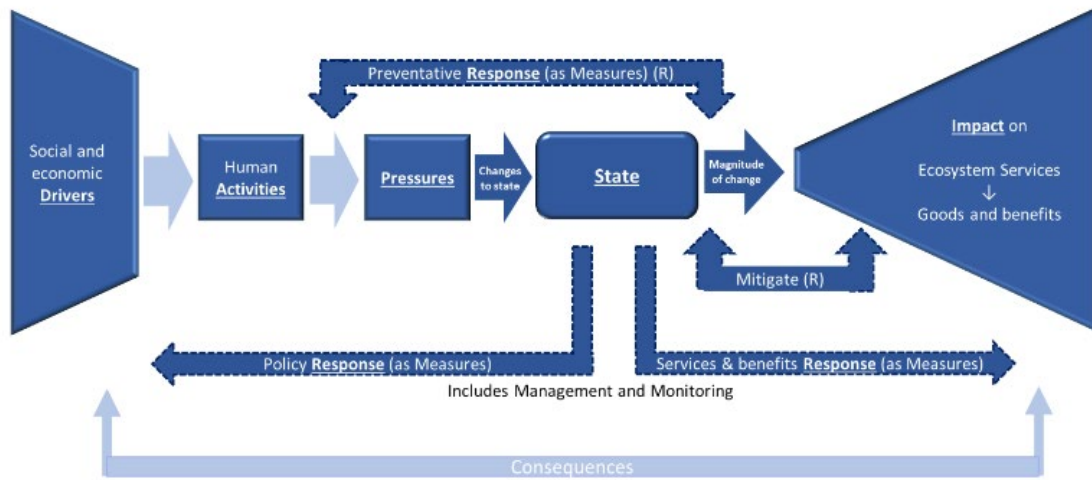 Preventative Response (as Measures) (R)
Social and
economic
Drivers
Human
Activities
Pressures
Changes
to state
State
Magnitude
of change
Impact on
Ecosystem Services
↓
Goods and benefits
Mitigate (R)
Policy Response (as Measures)
Services & benefits Response (as Measures)
Includes Management and Monitoring
Consequences